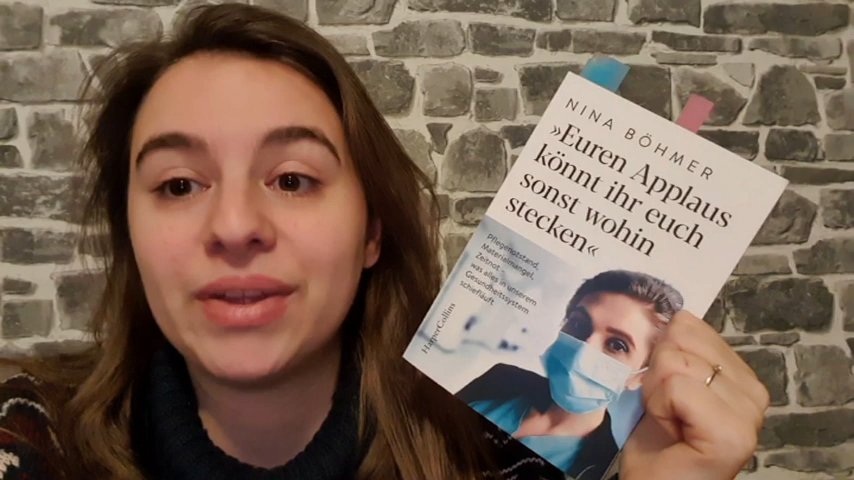 NINA BÖHMER
»Euren Applaus
könnt ihr euch
sonst wohin
stecken«
Pflegenotstand,
Materialmangel,
Zeitnot –
was alles in unserem
Gesundheitssystem
schiefläuft
HarperCollins